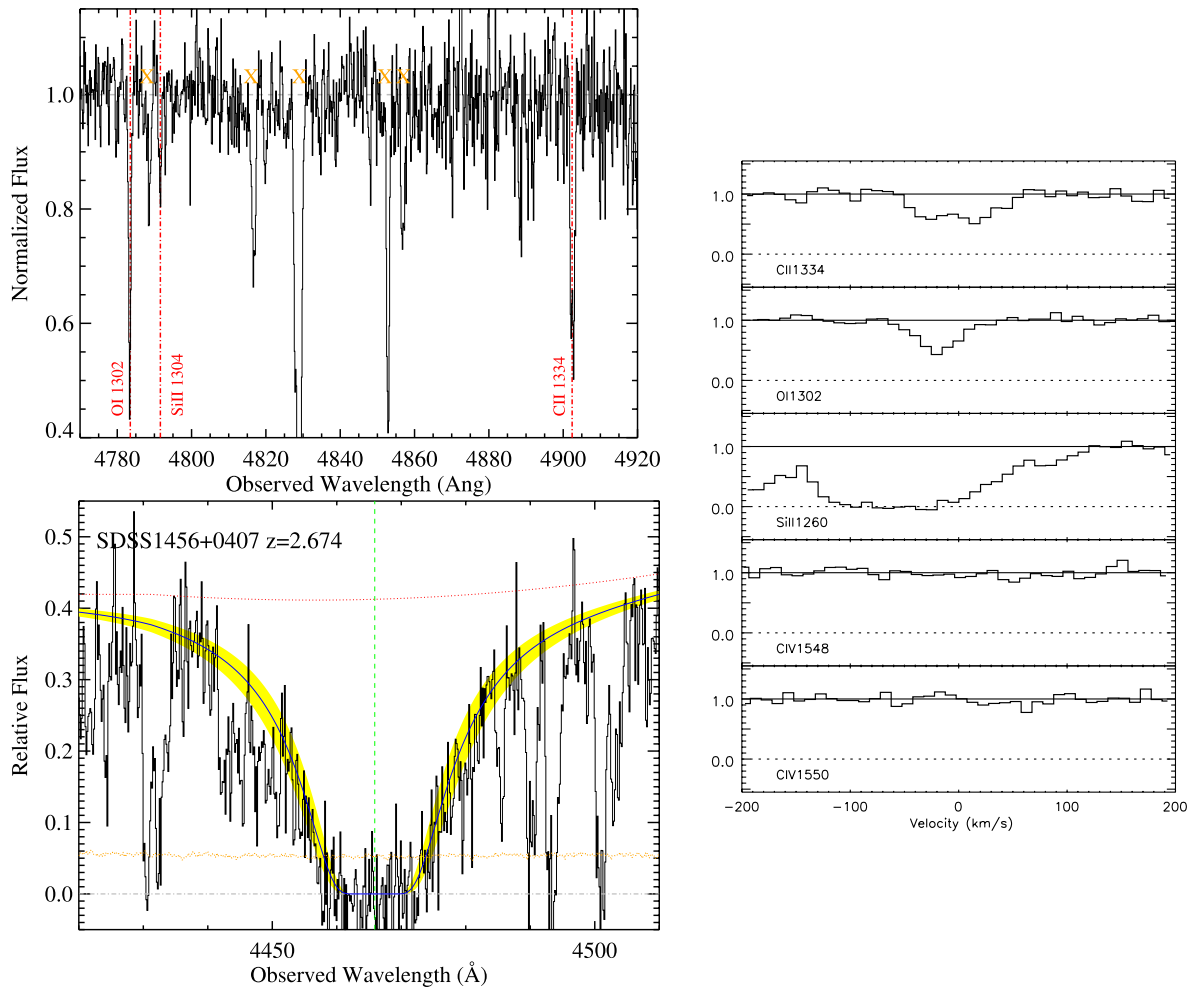 Normalized Flux
1.0
0.8
0.6
0.4
X X X X X
OI 1302
SiII 1304
CII 1334
4780 4800 4820 4840 4860 4880 4900 4920
Observed Wavelength (Ang)
Relative Flux
0.5
0.4
0.3
0.2
0.1
0.0
SDSS1456+0407 z=2.674
4450 4500
Observed Wavelength (Å)
1.0
0.0
CII1334
1.0
0.0
OI1302
1.0
0.0
SiII1260
1.0
0.0
CIV1548
1.0
0.0
CIV1550
-200 -100 0 100 200
Velocity (km/s)